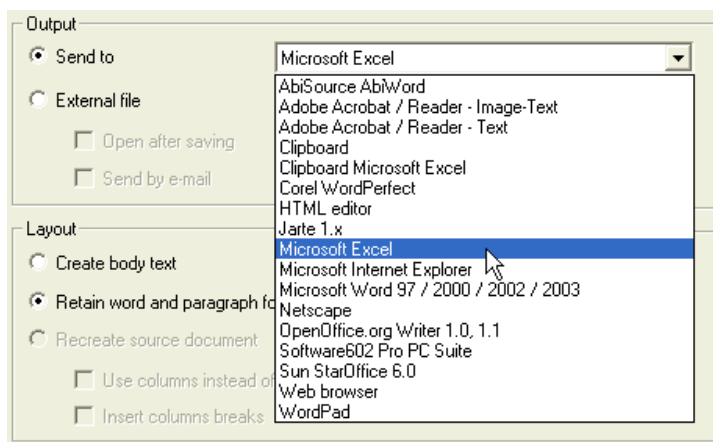 Output
Send to
Microsoft Excel
External file
Open after saving
Send by e-mail
AbiSource AbiWord
Adobe Acrobat / Reader - Image-Text
Adobe Acrobat / Reader - Text
Clipboard
Clipboard Microsoft Excel
Corel WordPerfect
HTML editor
Jarte 1.x
Microsoft Excel
Microsoft Internet Explorer
Microsoft Word 97 / 2000 / 2002 / 2003
Netscape
OpenOffice.org Writer 1.0, 1.1
Software602 Pro PC Suite
Sun StarOffice 6.0
Web browser
WordPad
Layout
Create body text
Retain word and paragraph fo
Recreate source document
Use columns instead of
Insert columns breaks